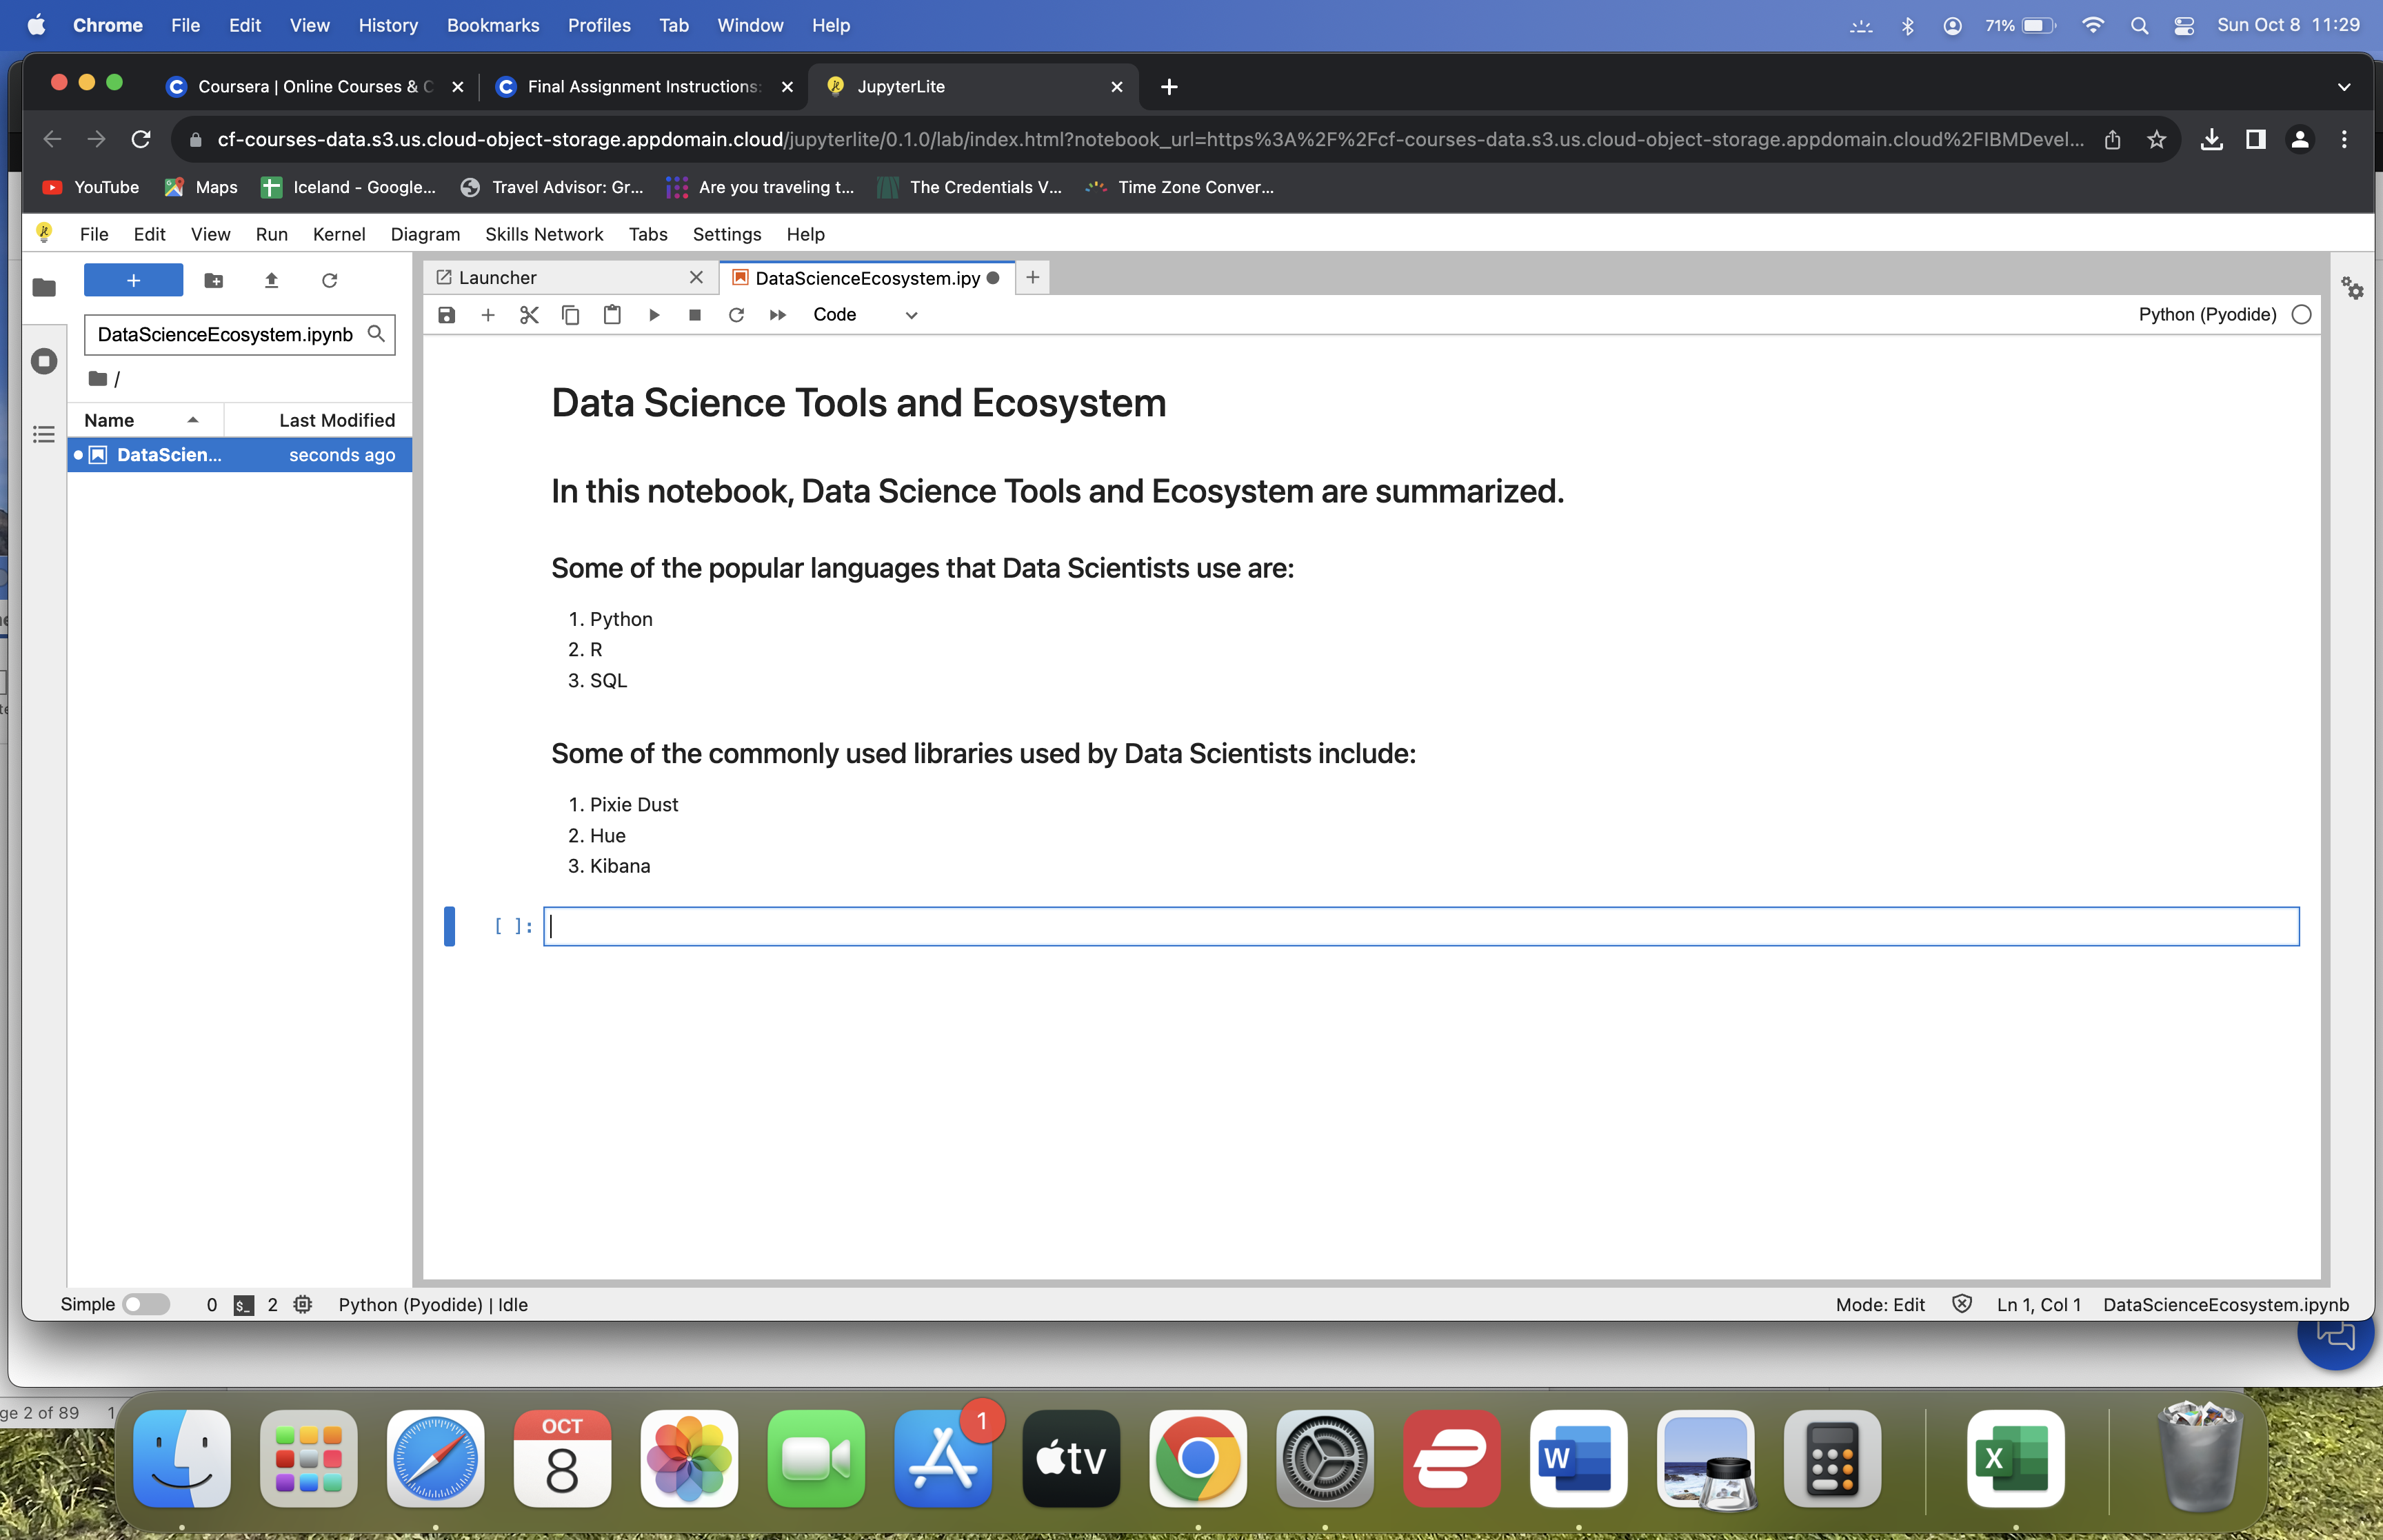 Chrome File Edit View History Bookmarks Profiles Tab Window Help 71% Sun Oct 8 11:29
Coursera | Online Courses & C Final Assignment Instructions: JupyterLite
cf-courses-data.s3.us.cloud-object-storage.appdomain.cloud/jupyterlite/0.1.0/lab/index.html?notebook_url=https%3A%2F%2Fcf-courses-data.s3.us.cloud-object-storage.appdomain.cloud%2FIBMDevel...
YouTube Maps Iceland - Google... Travel Advisor: Gr... Are you traveling t... The Credentials V... Time Zone Conver...
File Edit View Run Kernel Diagram Skills Network Tabs Settings Help
Launcher DataScienceEcosystem.ipy
Code Python (Pyodide)
DataScienceEcosystem.ipynb
/
Name Last Modified
DataScien... seconds ago
Data Science Tools and Ecosystem
In this notebook, Data Science Tools and Ecosystem are summarized.
Some of the popular languages that Data Scientists use are:
1. Python
2. R
3. SQL
Some of the commonly used libraries used by Data Scientists include:
1. Pixie Dust
2. Hue
3. Kibana
[ ]:
Simple 0 $_ 2 Python (Pyodide) | Idle Mode: Edit Ln 1, Col 1 DataScienceEcosystem.ipynb
ge 2 of 89 1
OCT
8
1
tv
W
X